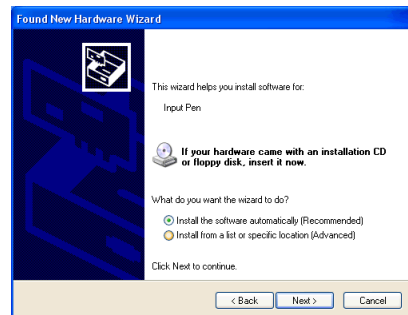 Found New Hardware Wizard
This wizard helps you install software for:
Input Pen
If your hardware came with an installation CD
or floppy disk, insert it now.
What do you want the wizard to do?
Install the software automatically (Recommended)
Install from a list or specific location (Advanced)
Click Next to continue.
< Back Next > Cancel